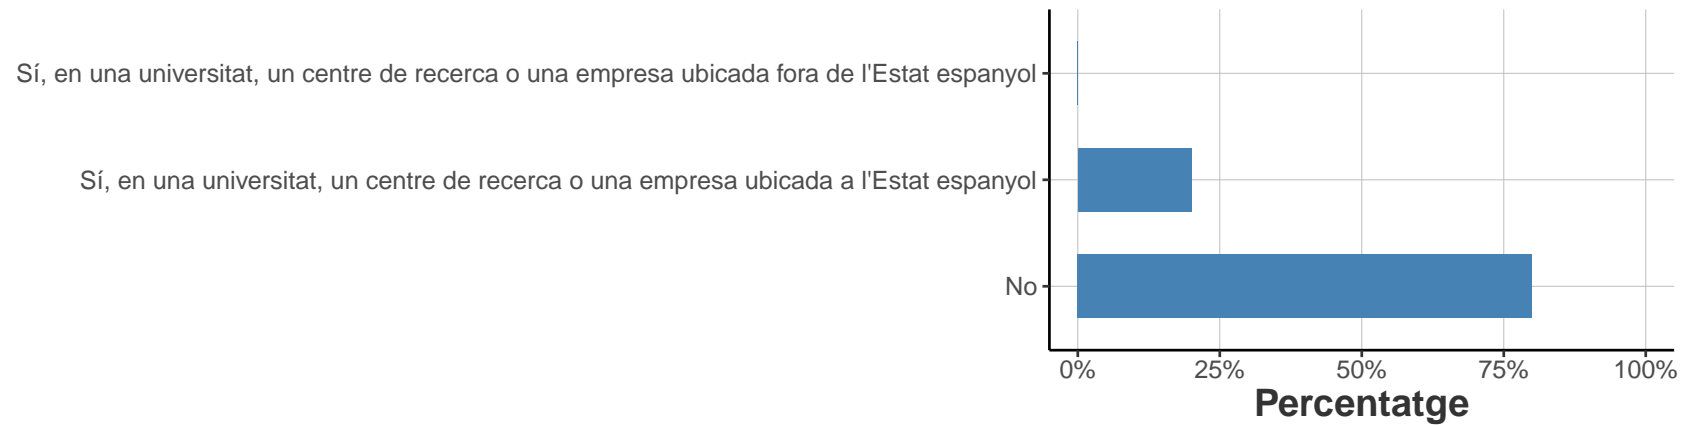 Sí, en una universitat, un centre de recerca o una empresa ubicada fora de l'Estat espanyol
Sí, en una universitat, un centre de recerca o una empresa ubicada a l'Estat espanyol
No
0% 25% 50% 75% 100%
Percentatge